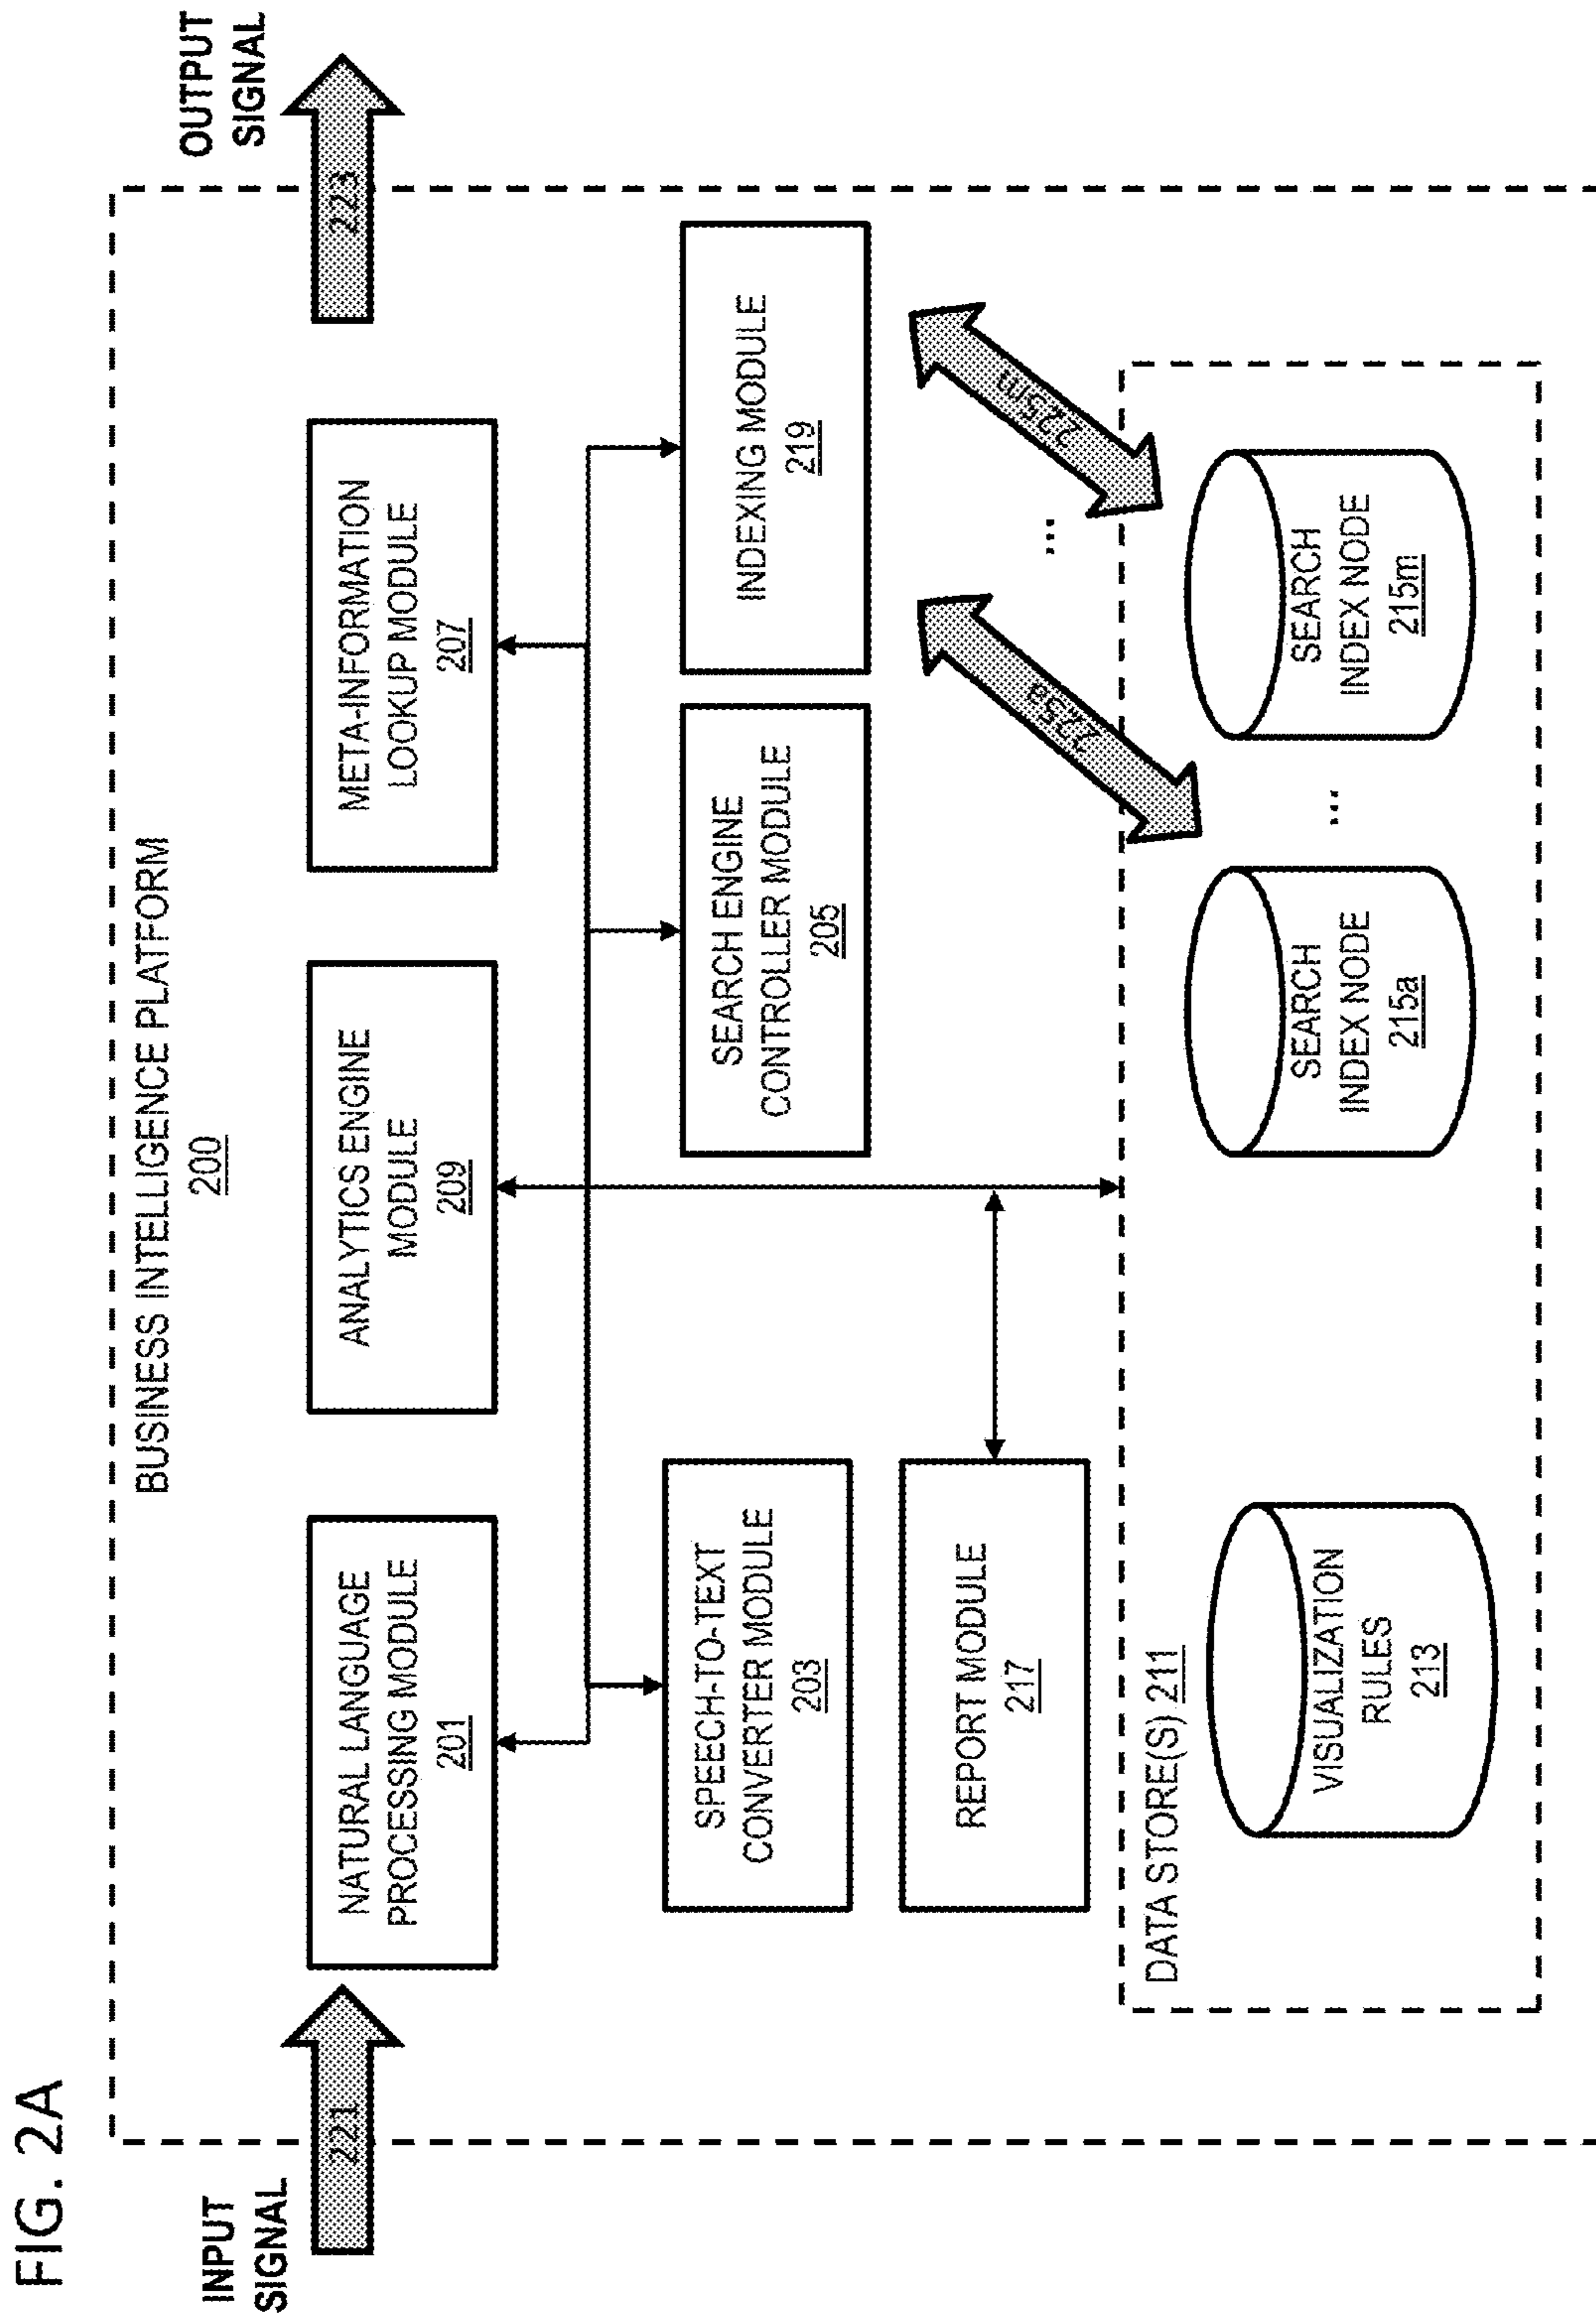 FIG. 2A
BUSINESS INTELLIGENCE PLATFORM
200
INPUT
SIGNAL
221
OUTPUT
SIGNAL
223
NATURAL LANGUAGE
PROCESSING MODULE
201
ANALYTICS ENGINE
MODULE
209
META-INFORMATION
LOOKUP MODULE
207
SPEECH-TO-TEXT
CONVERTER MODULE
203
SEARCH ENGINE
CONTROLLER MODULE
205
INDEXING MODULE
219
REPORT MODULE
217
225a
...
225m
DATA STORE(S) 211
VISUALIZATION
RULES
213
SEARCH
INDEX NODE
215a
...
SEARCH
INDEX NODE
215m